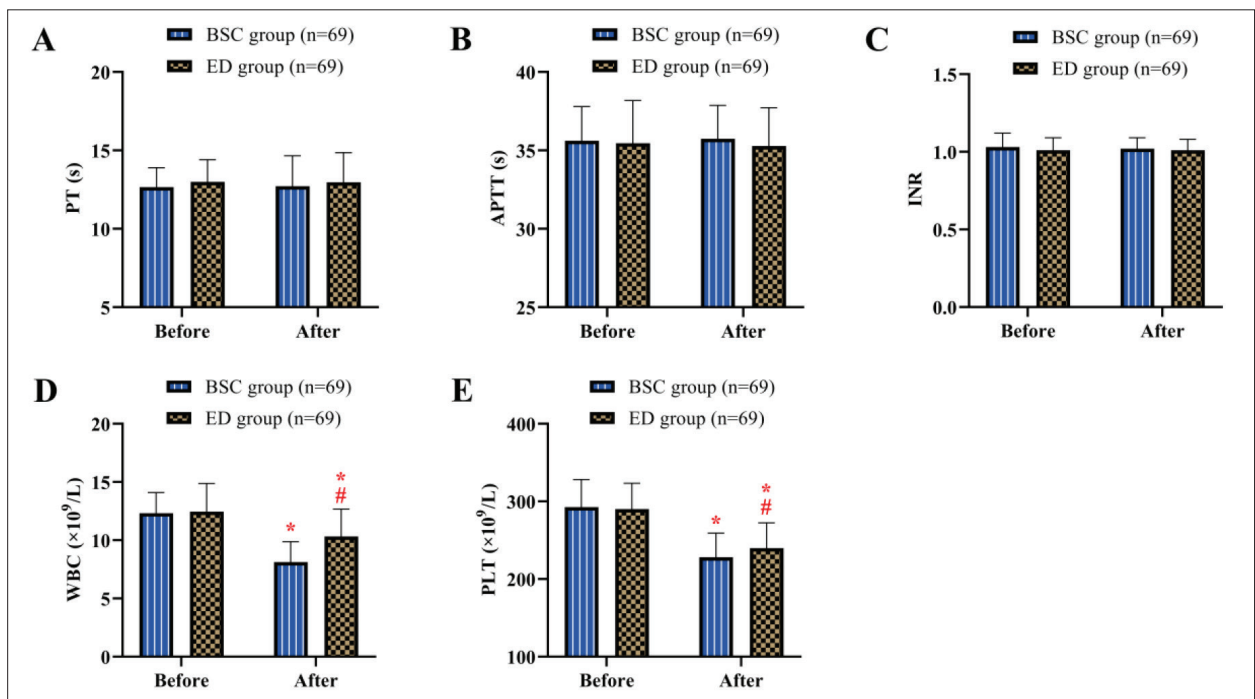 A
BSC group (n=69)
ED group (n=69)
PT (s)
20
15
10
5
Before After
B
BSC group (n=69)
ED group (n=69)
APTT (s)
40
35
30
25
Before After
C
BSC group (n=69)
ED group (n=69)
INR
1.5
1.0
0.5
0.0
Before After
D
BSC group (n=69)
ED group (n=69)
WBC (×10⁹/L)
20
15
10
5
0
*
*
#
Before After
E
BSC group (n=69)
ED group (n=69)
PLT (×10⁹/L)
400
300
200
100
*
*
#
Before After